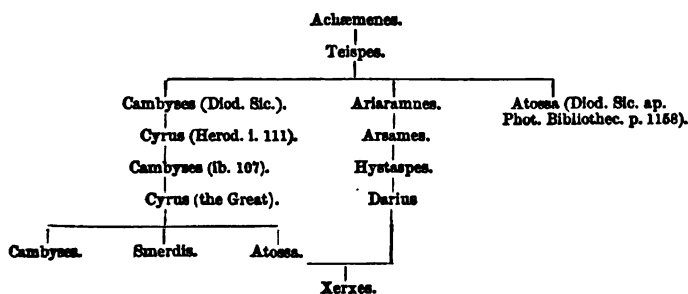 Achæmenes.
Teispes.
Cambyses (Diod. Sic.). Ariaramnes. Atossa (Diod. Sic. ap.
Phot. Bibliothec. p. 1158).
Cyrus (Herod. i. 111). Arsames.
Cambyses (ib. 107). Hystaspes.
Cyrus (the Great). Darius
Cambyses. Smerdis. Atossa.
Xerxes.